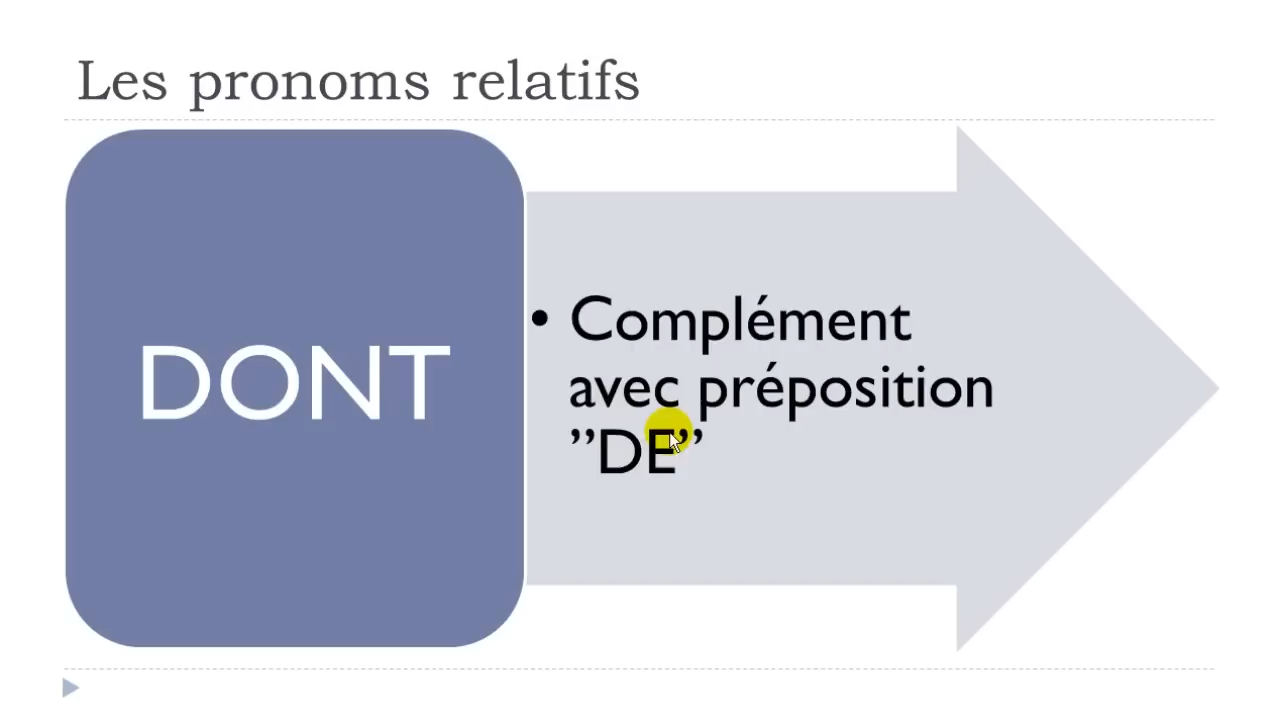 Les pronoms relatifs
DONT
• Complément
avec préposition
”DE”